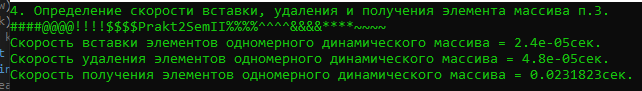 4. Определение скорости вставки, удаления и получения элемента массива п.3.
####@@@@!!!!$$$$Prakt2SemII%%%%^^^^&&&&****~~~~
Скорость вставки элементов одномерного динамического массива = 2.4e-05сек.
Скорость удаления элементов одномерного динамического массива = 4.8e-05сек.
Скорость получения элементов одномерного динамического массива = 0.0231823сек.